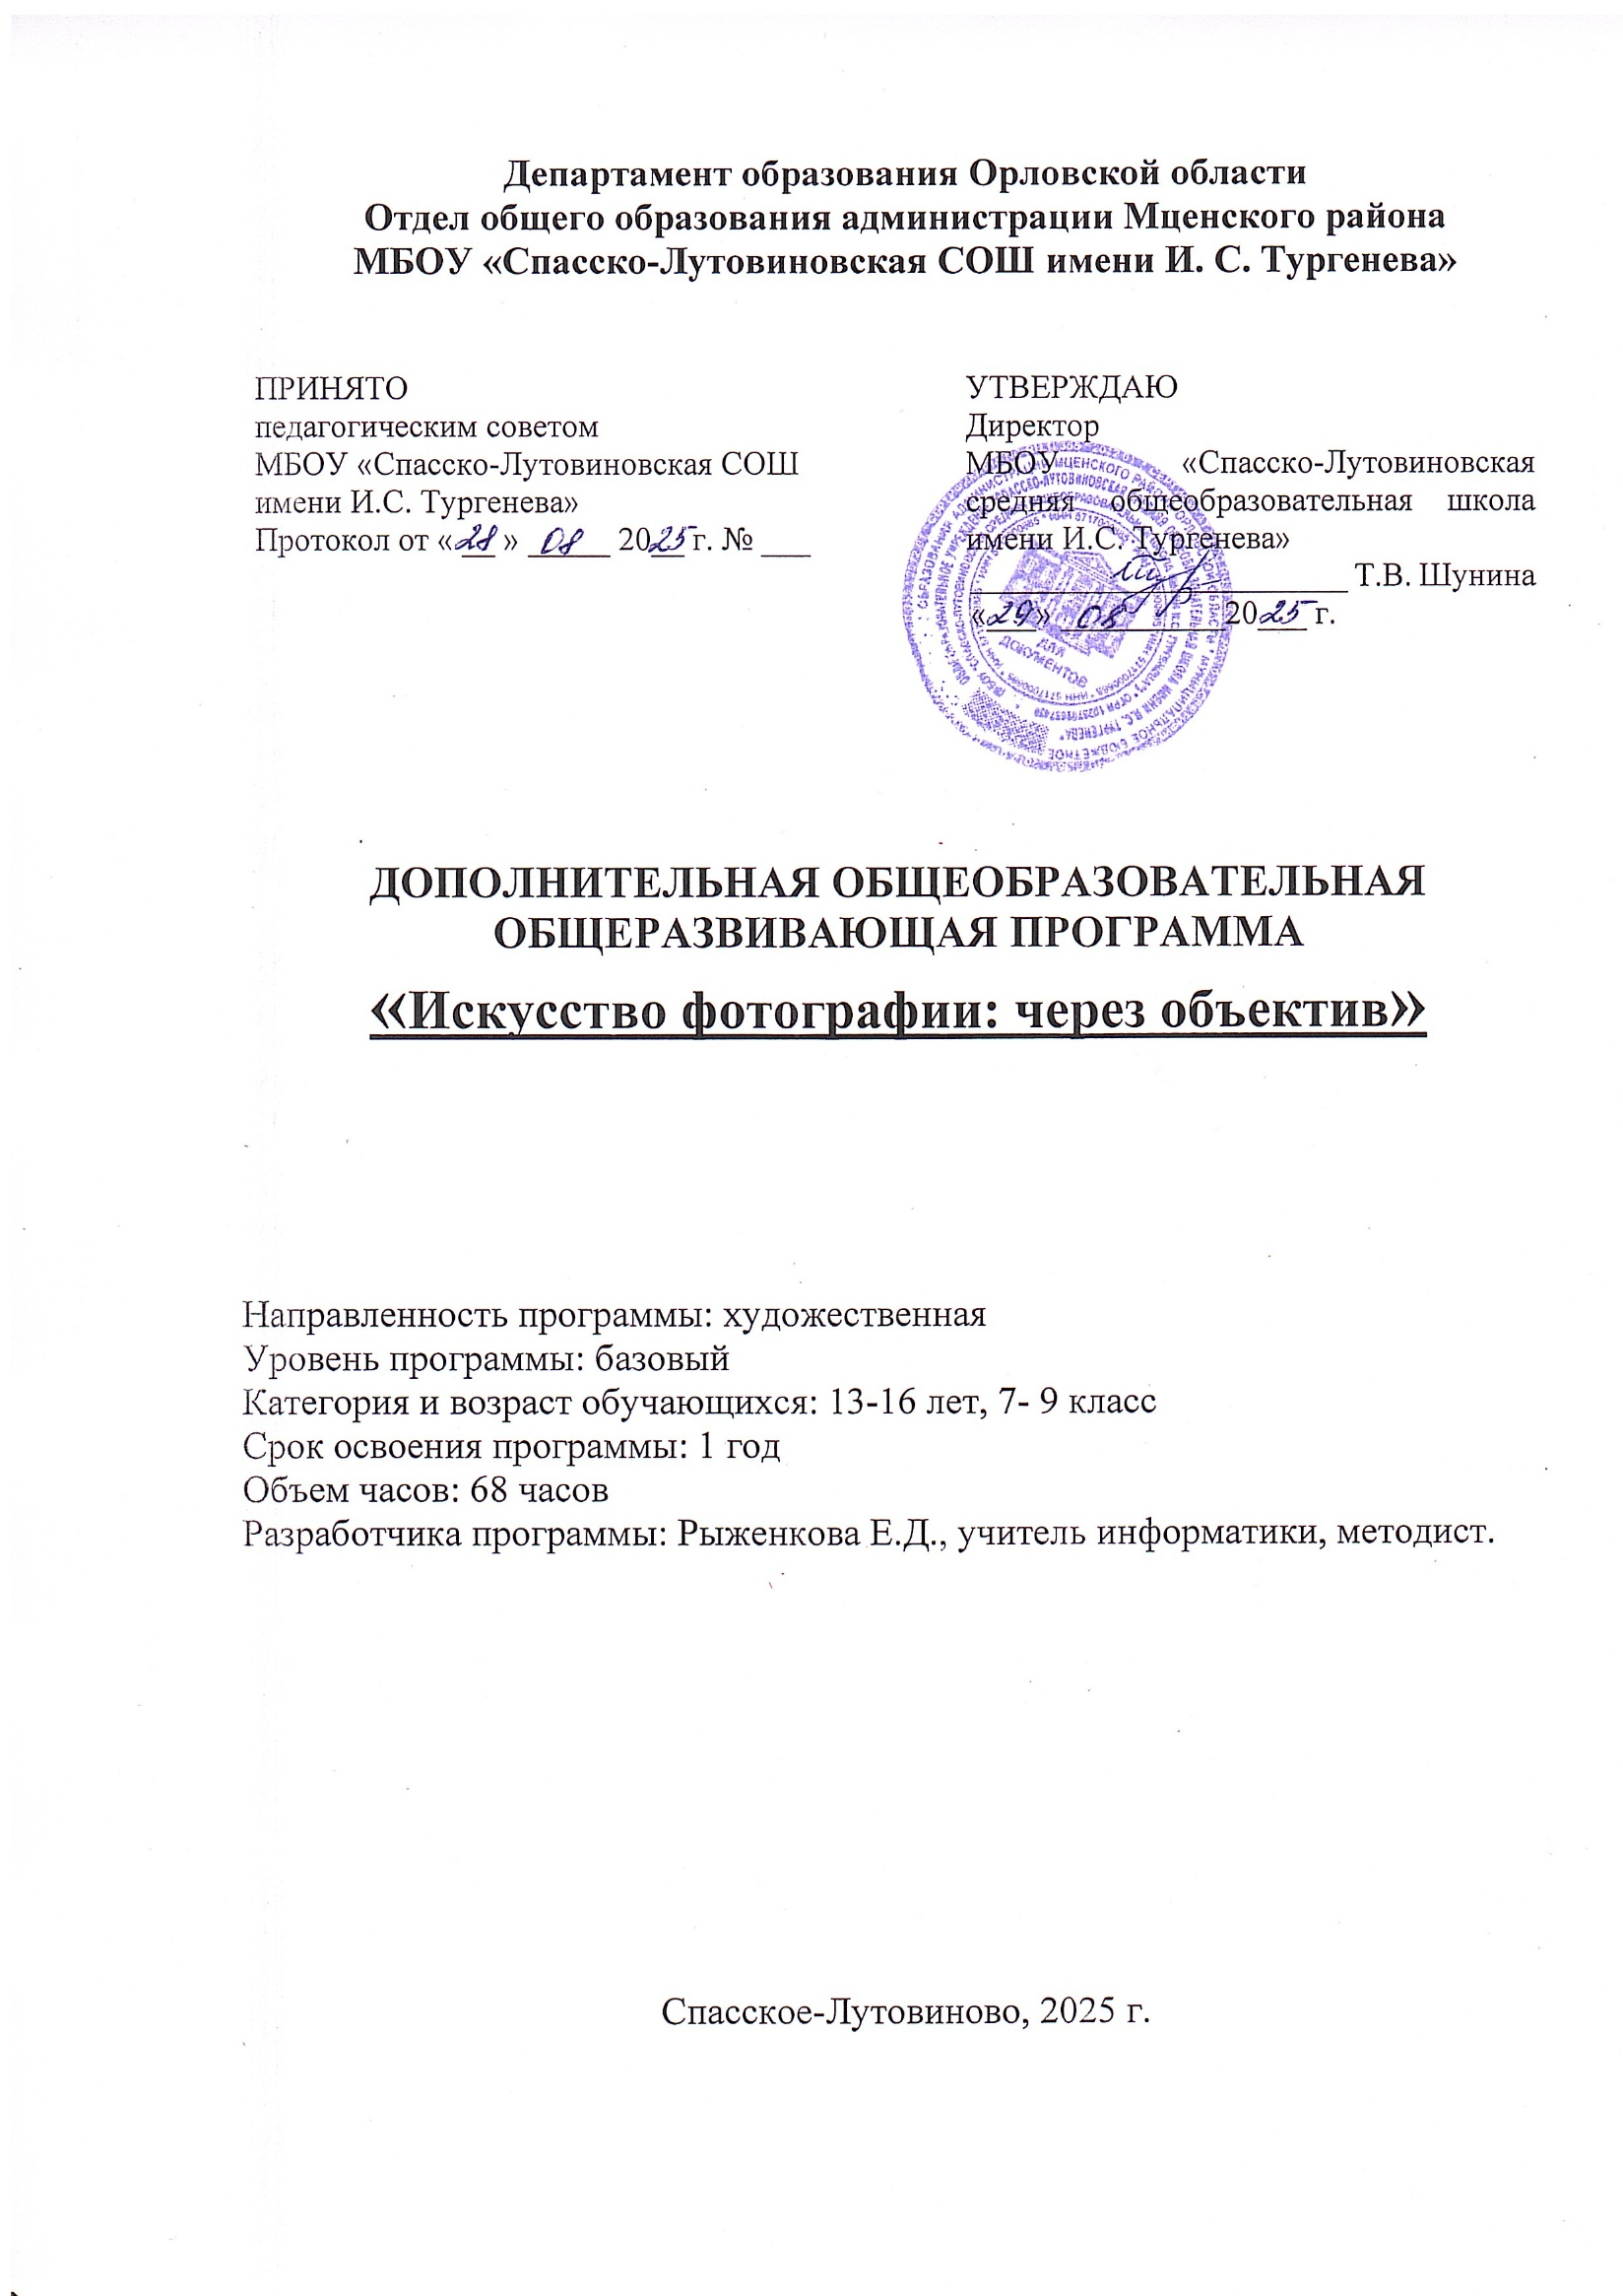 Департамент образования Орловской области
Отдел общего образования администрации Мценского района
МБОУ «Спасско-Лутовиновская СОШ имени И. С. Тургенева»
ПРИНЯТО
педагогическим советом
МБОУ «Спасско-Лутовиновская СОШ
имени И.С. Тургенева»
Протокол от «28» 08 2025 г. № ___
УТВЕРЖДАЮ
Директор
МБОУ «Спасско-Лутовиновская
средняя общеобразовательная школа
имени И.С. Тургенева»
Т.В. Шунина
«29» 08 2025 г.
ДЛЯ
ДОКУМЕНТОВ
ДОПОЛНИТЕЛЬНАЯ ОБЩЕОБРАЗОВАТЕЛЬНАЯ
ОБЩЕРАЗВИВАЮЩАЯ ПРОГРАММА
«Искусство фотографии: через объектив»
Направленность программы: художественная
Уровень программы: базовый
Категория и возраст обучающихся: 13-16 лет, 7- 9 класс
Срок освоения программы: 1 год
Объем часов: 68 часов
Разработчика программы: Рыженкова Е.Д., учитель информатики, методист.
Спасское-Лутовиново, 2025 г.